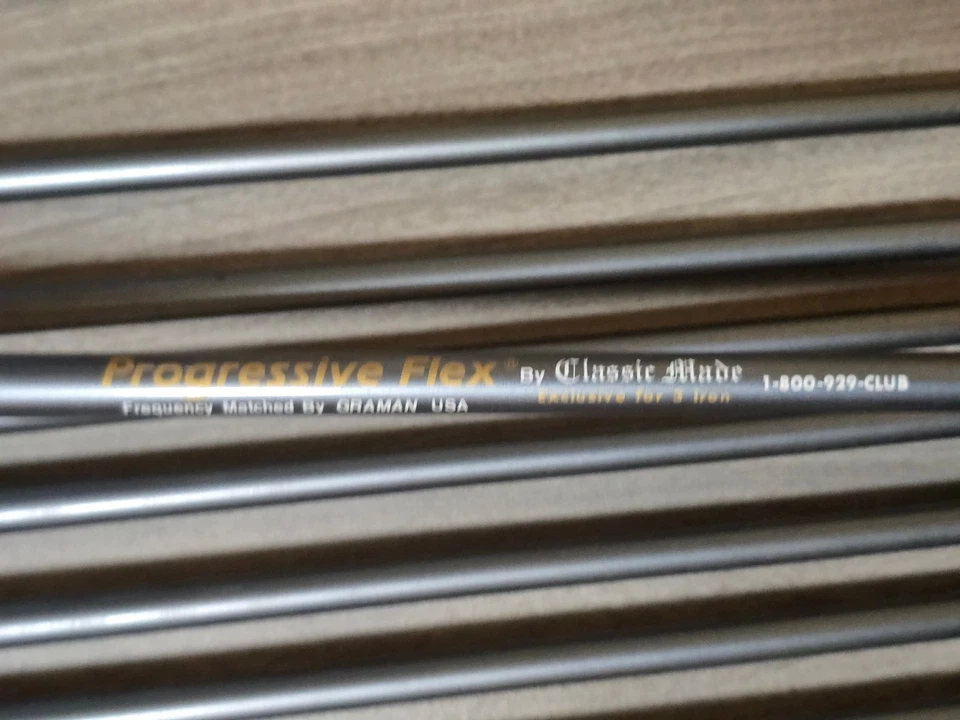 Progressive Flex® By Classic Made 1-800-929-CLUB
Frequency Matched By GRAMAN USA
Exclusive for 3 iron